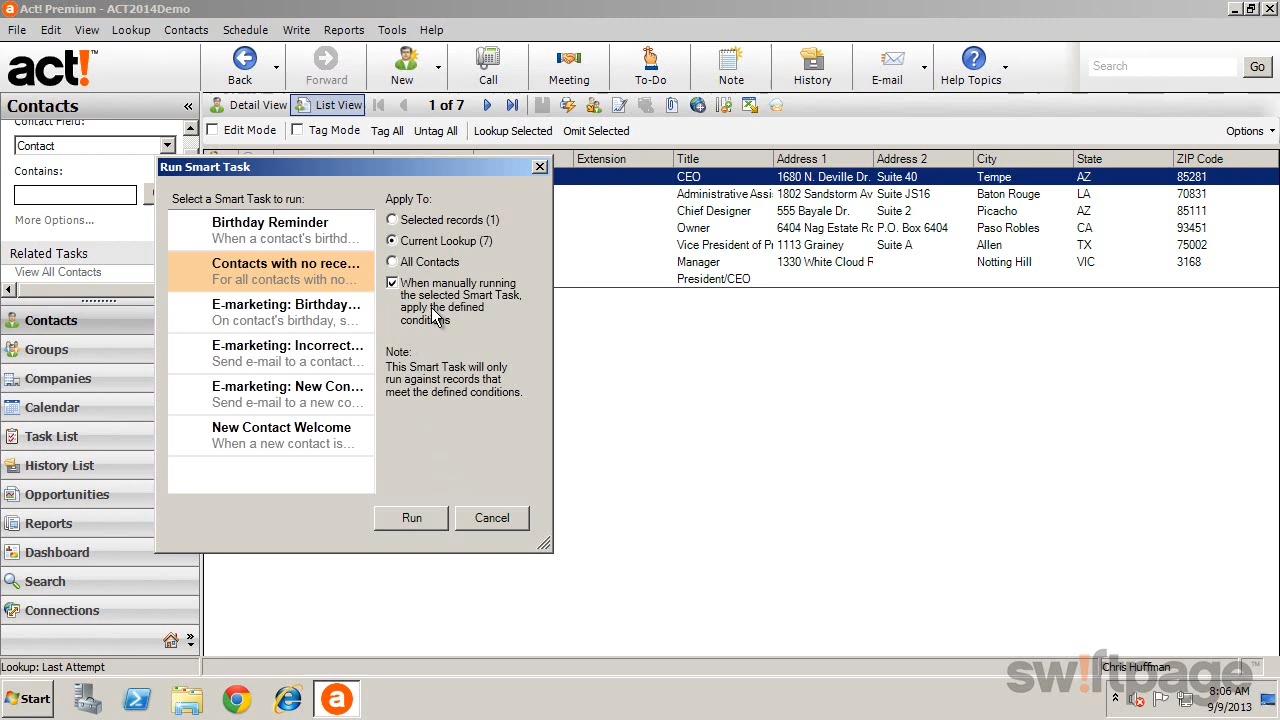 Act! Premium - ACT2014Demo
File Edit View Lookup Contacts Schedule Write Reports Tools Help
act!
Back Forward New Call Meeting To-Do Note History E-mail Help Topics Search Go
Contacts
Detail View List View 1 of 7
Contact Field:
Contact
Edit Mode Tag Mode Tag All Untag All Lookup Selected Omit Selected Options
Contains:
More Options...
Related Tasks
View All Contacts
Contacts
Groups
Companies
Calendar
Task List
History List
Opportunities
Reports
Dashboard
Search
Connections
Lookup: Last Attempt
Run Smart Task
Select a Smart Task to run:
Birthday Reminder
When a contact's birthd...
Contacts with no rece...
For all contacts with no...
E-marketing: Birthday...
On contact's birthday, s...
E-marketing: Incorrect...
Send e-mail to a contact...
E-marketing: New Con...
Send e-mail to a new co...
New Contact Welcome
When a new contact is...
Apply To:
Selected records (1)
Current Lookup (7)
All Contacts
When manually running
the selected Smart Task,
apply the defined
conditions
Note:
This Smart Task will only
run against records that
meet the defined conditions.
Run Cancel
Extension Title Address 1 Address 2 City State ZIP Code
CEO 1680 N. Deville Dr. Suite 40 Tempe AZ 85281
Administrative Assi 1802 Sandstorm Av Suite JS16 Baton Rouge LA 70831
Chief Designer 555 Bayale Dr. Suite 2 Picacho AZ 85111
Owner 6404 Nag Estate Ro P.O. Box 6404 Paso Robles CA 93451
Vice President of P 1113 Grainey Suite A Allen TX 75002
Manager 1330 White Cloud F Notting Hill VIC 3168
President/CEO
Chris Huffman
sw!ftpage™
Start
8:06 AM
9/9/2013